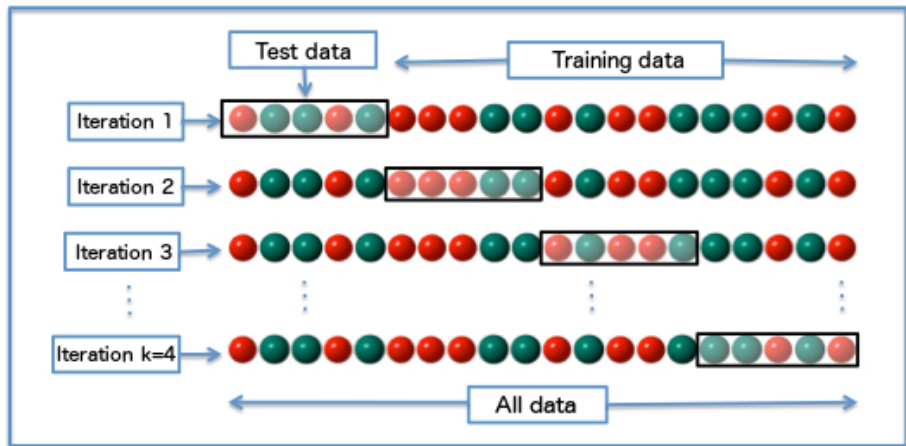 Test data
Training data
Iteration 1
Iteration 2
Iteration 3
Iteration k=4
All data